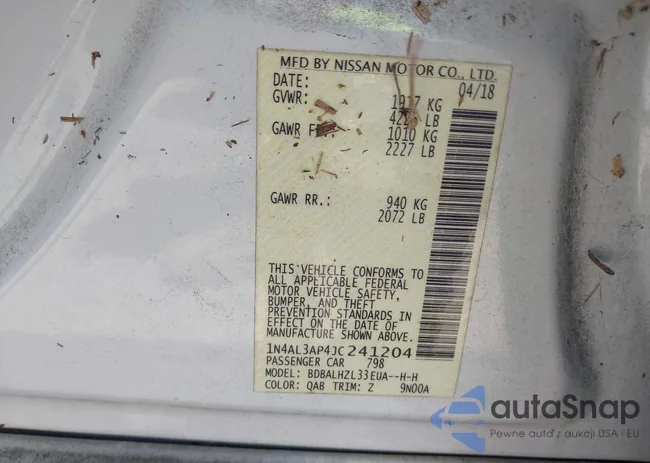 MFD BY NISSAN MOTOR CO., LTD.
DATE: 04/18
GVWR: 1917 KG
LB
GAWR 1010 KG
2227 LB
GAWR RR.: 940 KG
2072 LB
THIS VEHICLE CONFORMS TO
ALL APPLICABLE FEDERAL
MOTOR VEHICLE SAFETY,
BUMPER, AND THEFT
PREVENTION STANDARDS IN
EFFECT ON THE DATE OF
MANUFACTURE SHOWN ABOVE.
1N4AL3AP4JC241204
PASSENGER CAR 798
MODEL: BDBALHZL33EUA--H-H
COLOR: QAB TRIM: Z 9N00A
autaSnap
Pewne auta z aukcji USA i EU